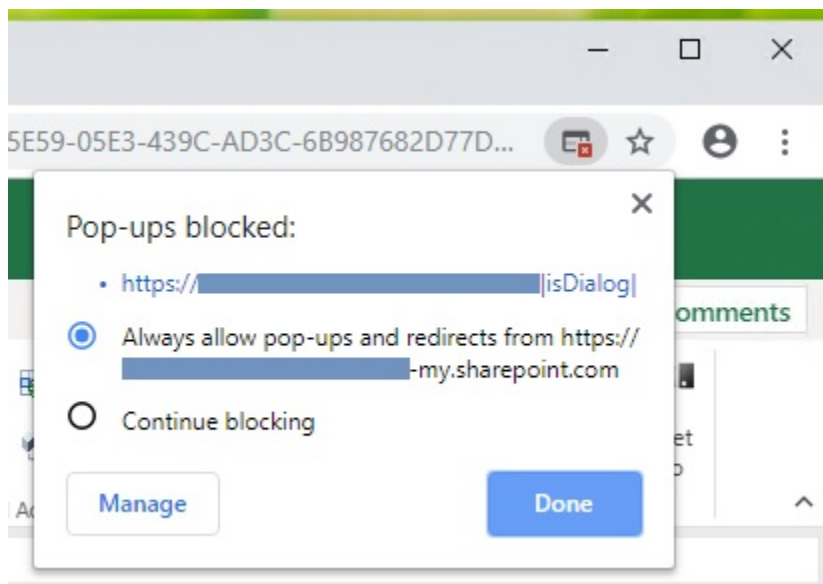 5E59-05E3-439C-AD3C-6B987682D77D...
Pop-ups blocked:
• https:// |isDialog|
Always allow pop-ups and redirects from https://
-my.sharepoint.com
Continue blocking
Manage
Done
omments
et